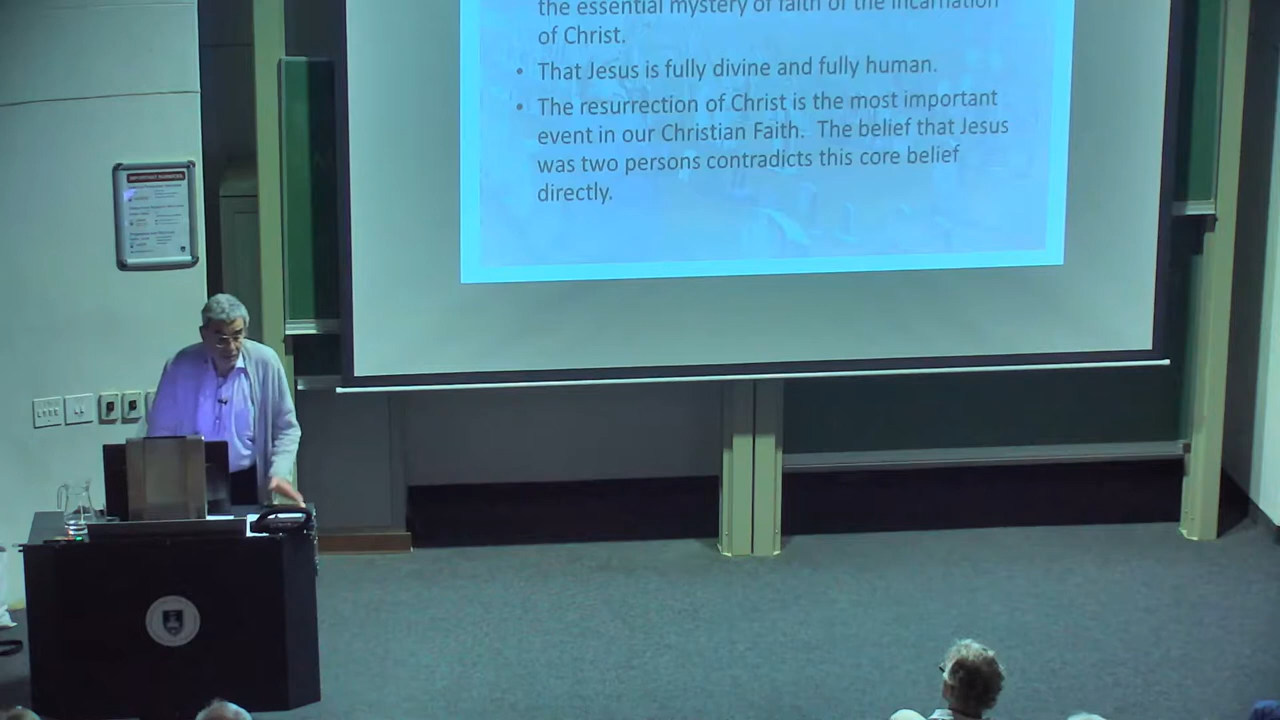 the essential mystery of faith of the incarnation
of Christ.
• That Jesus is fully divine and fully human.
• The resurrection of Christ is the most important
event in our Christian Faith. The belief that Jesus
was two persons contradicts this core belief
directly.
IMPORTANT NUMBERS